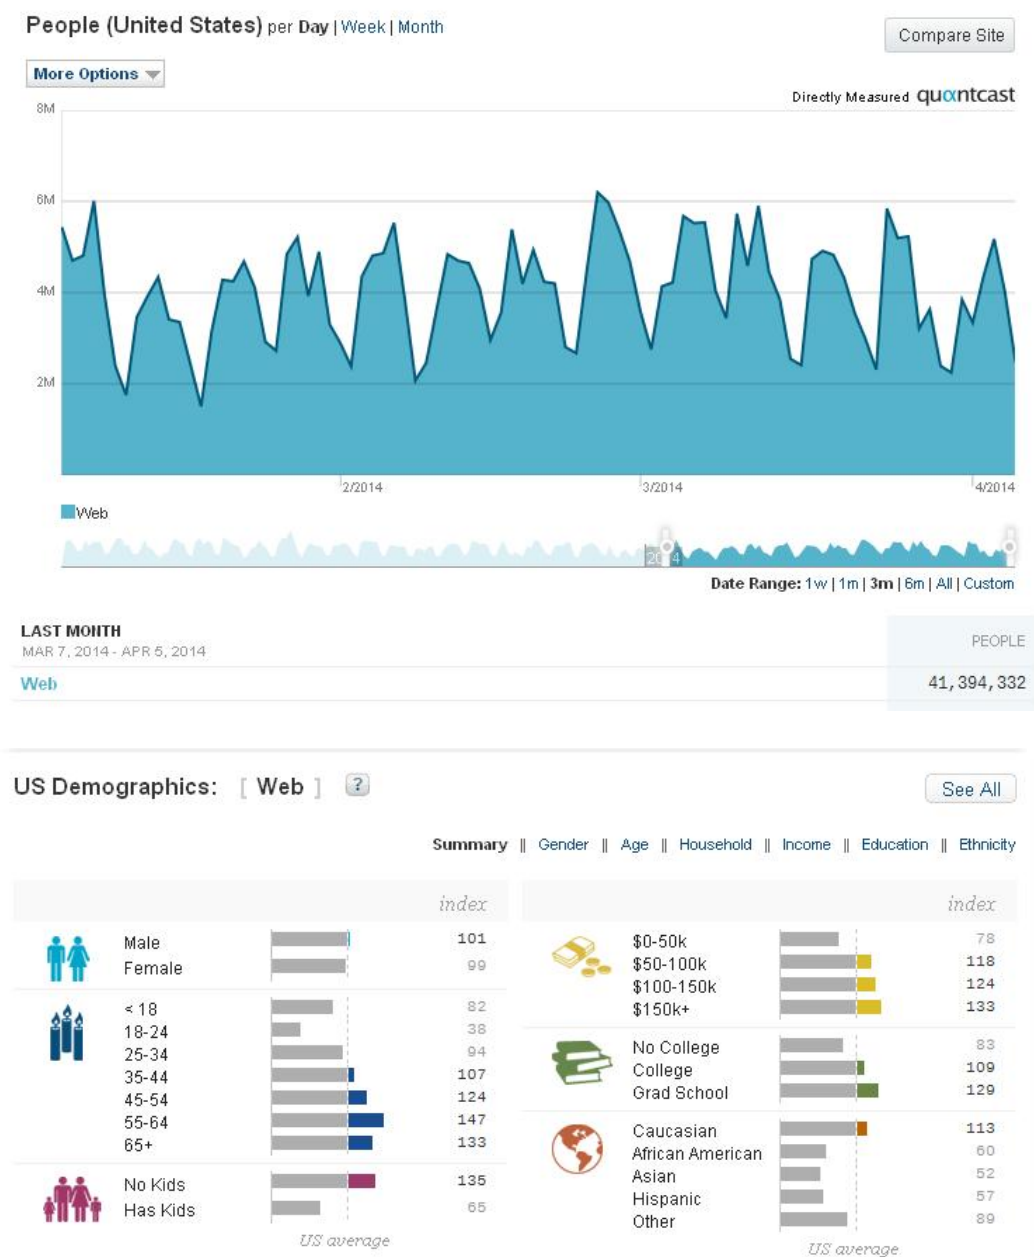 People (United States) per Day | Week | Month
Compare Site
More Options
Directly Measured quantcast
8M
6M
4M
2M
2/2014
3/2014
4/2014
Web
2014
Date Range: 1w | 1m | 3m | 6m | All | Custom
LAST MONTH
MAR 7, 2014 - APR 5, 2014
PEOPLE
Web
41,394,332
US Demographics: [ Web ] ?
See All
Summary || Gender || Age || Household || Income || Education || Ethnicity
index
Male 101
Female 99
< 18 82
18-24 38
25-34 94
35-44 107
45-54 124
55-64 147
65+ 133
No Kids 135
Has Kids 65
US average
index
$0-50k 78
$50-100k 118
$100-150k 124
$150k+ 133
No College 83
College 109
Grad School 129
Caucasian 113
African American 60
Asian 52
Hispanic 57
Other 89
US average